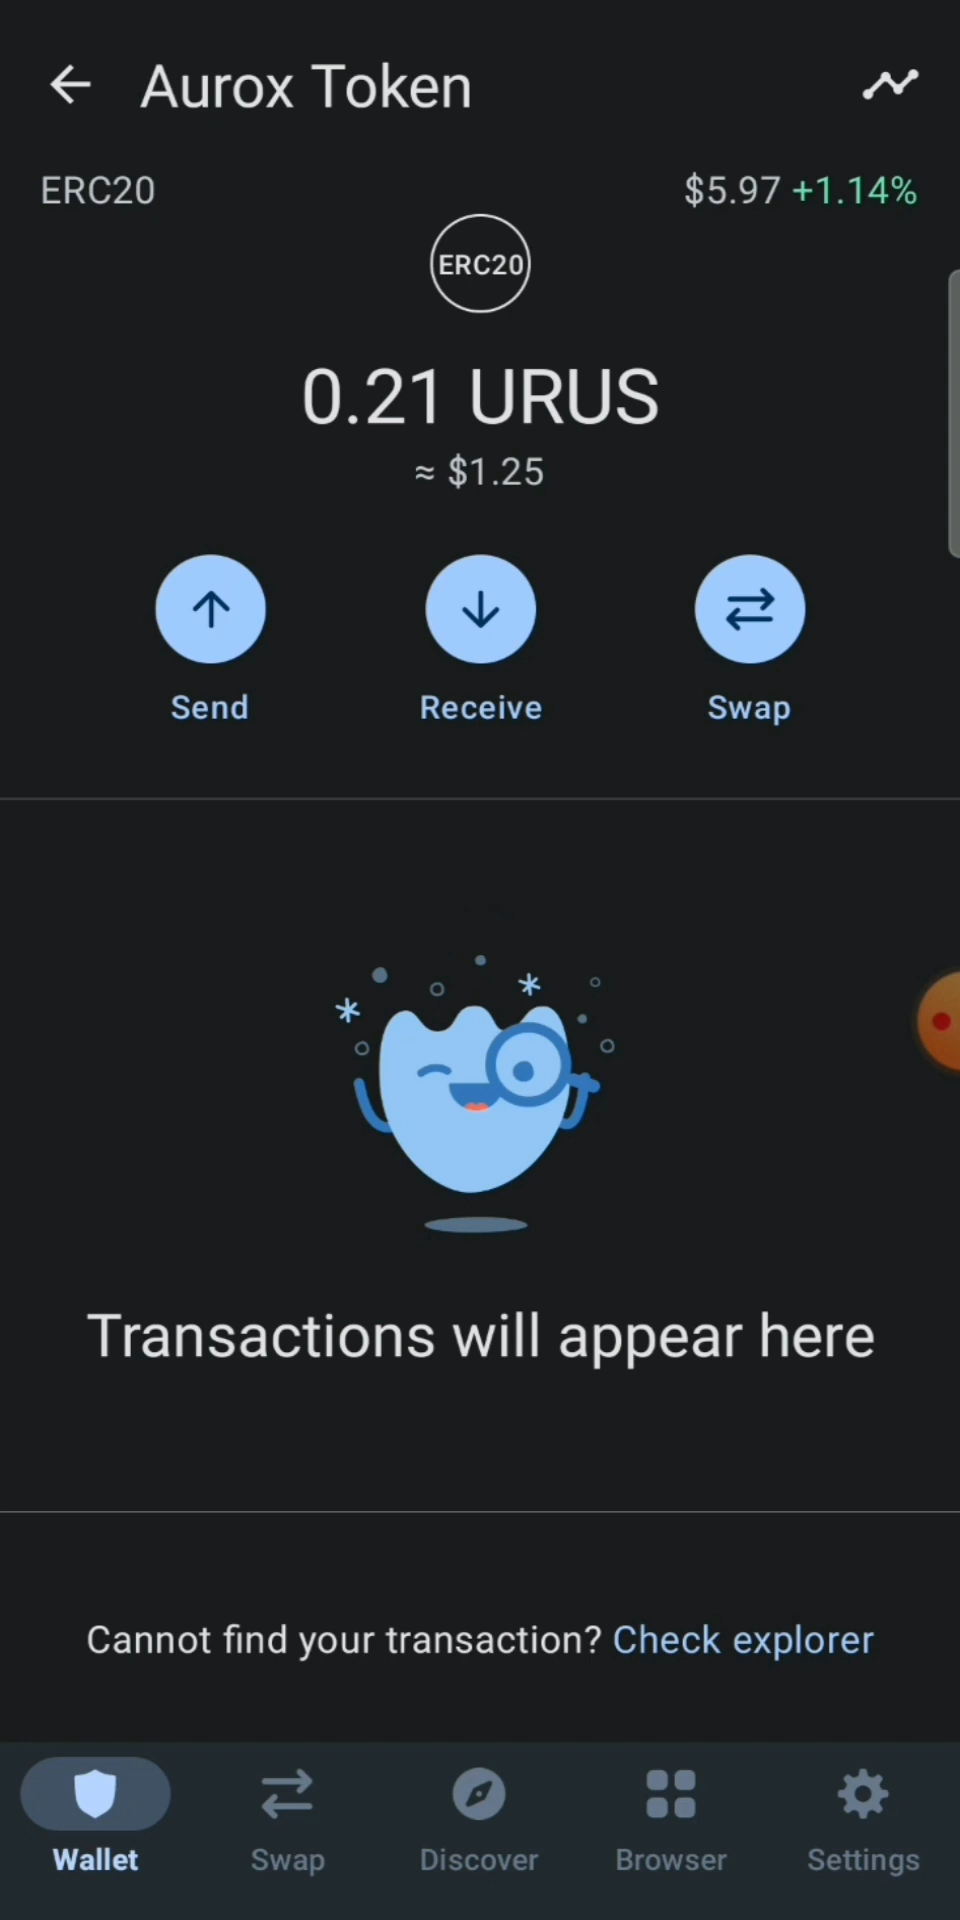 Aurox Token
ERC20
$5.97 +1.14%
ERC20
0.21 URUS
≈ $1.25
Send
Receive
Swap
Transactions will appear here
Cannot find your transaction? Check explorer
Wallet
Swap
Discover
Browser
Settings